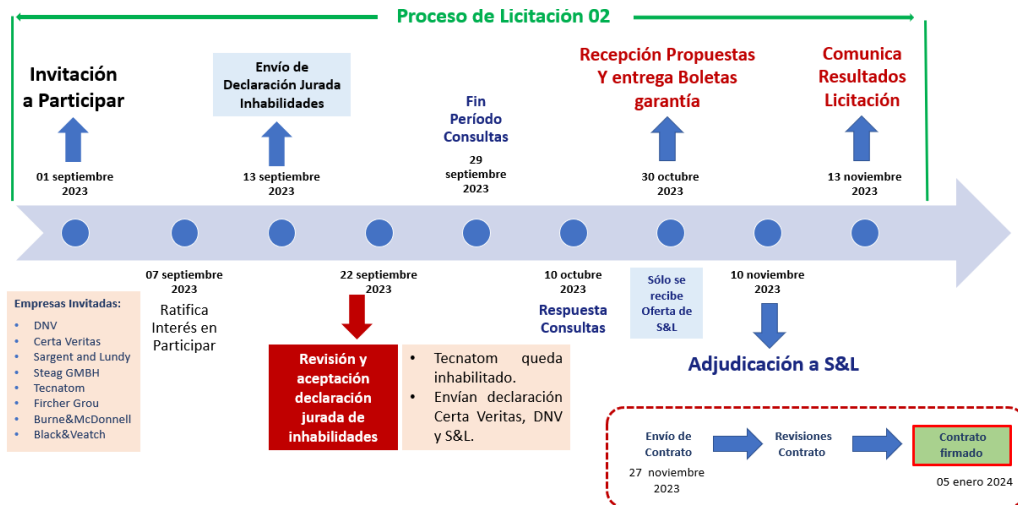 Proceso de Licitación 02
Invitación
a Participar
01 septiembre
2023
Envío de
Declaración Jurada
Inhabilidades
13 septiembre
2023
Fin
Período
Consultas
29
septiembre
2023
Recepción Propuestas
Y entrega Boletas
garantía
30 octubre
2023
Comunica
Resultados
Licitación
13 noviembre
2023
Empresas Invitadas:
• DNV
• Certa Veritas
• Sargent and Lundy
• Steag GMBH
• Tecnatom
• Fircher Grou
• Burne&McDonnell
• Black&Veatch
07 septiembre
2023
Ratifica
Interés en
Participar
22 septiembre
2023
Revisión y
aceptación
declaración
jurada de
inhabilidades
• Tecnatom queda
inhabilitado.
• Envían declaración
Certa Veritas, DNV
y S&L.
10 octubre
2023
Respuesta
Consultas
Sólo se
recibe
Oferta de
S&L
10 noviembre
2023
Adjudicación a S&L
Envío de
Contrato
27 noviembre
2023
Revisiones
Contrato
Contrato
firmado
05 enero 2024